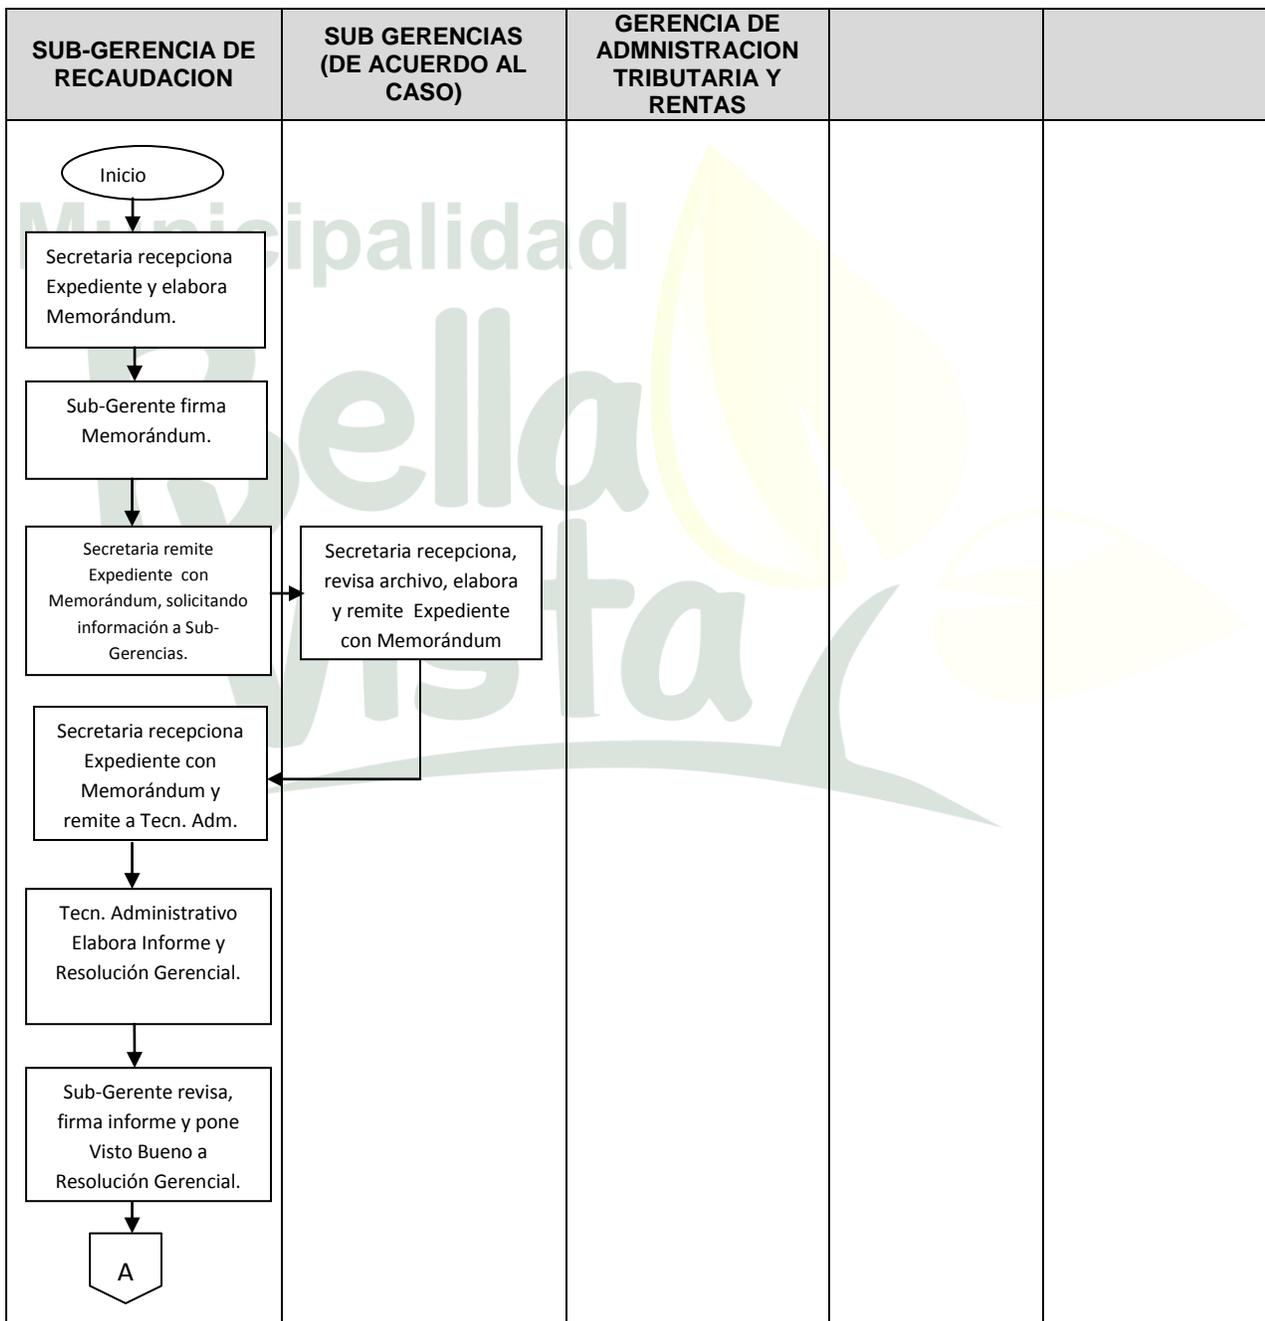 SUB-GERENCIA DE
RECAUDACION
SUB GERENCIAS
(DE ACUERDO AL
CASO)
GERENCIA DE
ADMNISTRACION
TRIBUTARIA Y
RENTAS
Municipalidad
Bella
Vista
Inicio
Secretaria recepciona
Expediente y elabora
Memorándum.
Sub-Gerente firma
Memorándum.
Secretaria remite
Expediente con
Memorándum, solicitando
información a Sub-
Gerencias.
Secretaria recepciona,
revisa archivo, elabora
y remite Expediente
con Memorándum
Secretaria recepciona
Expediente con
Memorándum y
remite a Tecn. Adm.
Tecn. Administrativo
Elabora Informe y
Resolución Gerencial.
Sub-Gerente revisa,
firma informe y pone
Visto Bueno a
Resolución Gerencial.
A